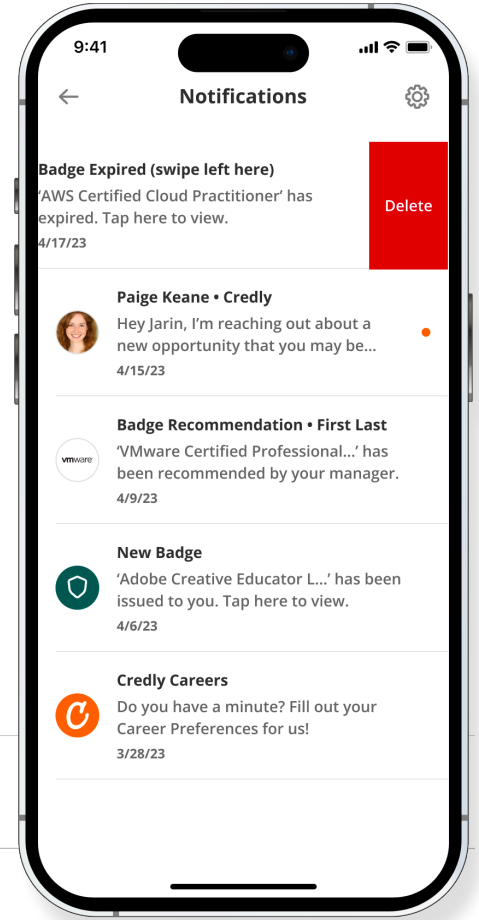 9:41
Notifications
Badge Expired (swipe left here)
‘AWS Certified Cloud Practitioner’ has
expired. Tap here to view.
4/17/23
Delete
Paige Keane • Credly
Hey Jarin, I’m reaching out about a
new opportunity that you may be...
4/15/23
vmware
Badge Recommendation • First Last
‘VMware Certified Professional...’ has
been recommended by your manager.
4/9/23
New Badge
‘Adobe Creative Educator L...’ has been
issued to you. Tap here to view.
4/6/23
Credly Careers
Do you have a minute? Fill out your
Career Preferences for us!
3/28/23